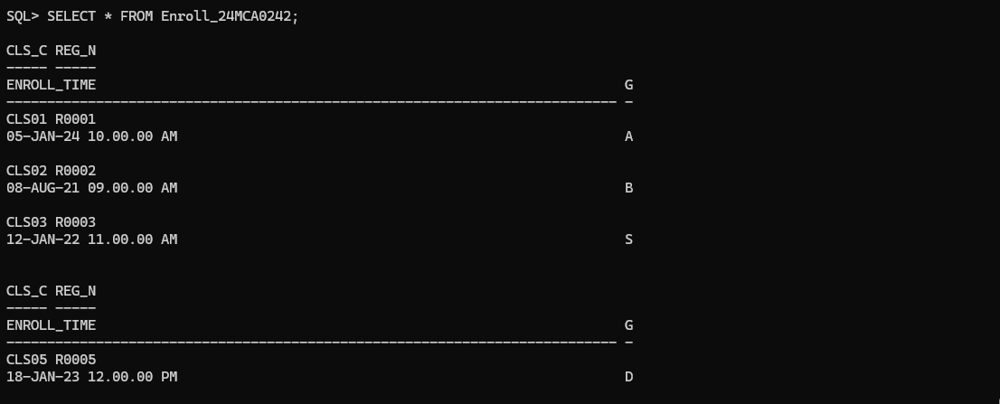 SQL> SELECT * FROM Enroll_24MCA0242;
CLS_C REG_N
----- -----
ENROLL_TIME G
--------------------------------------------------------------------------- -
CLS01 R0001
05-JAN-24 10.00.00 AM A
CLS02 R0002
08-AUG-21 09.00.00 AM B
CLS03 R0003
12-JAN-22 11.00.00 AM S
CLS_C REG_N
----- -----
ENROLL_TIME G
--------------------------------------------------------------------------- -
CLS05 R0005
18-JAN-23 12.00.00 PM D